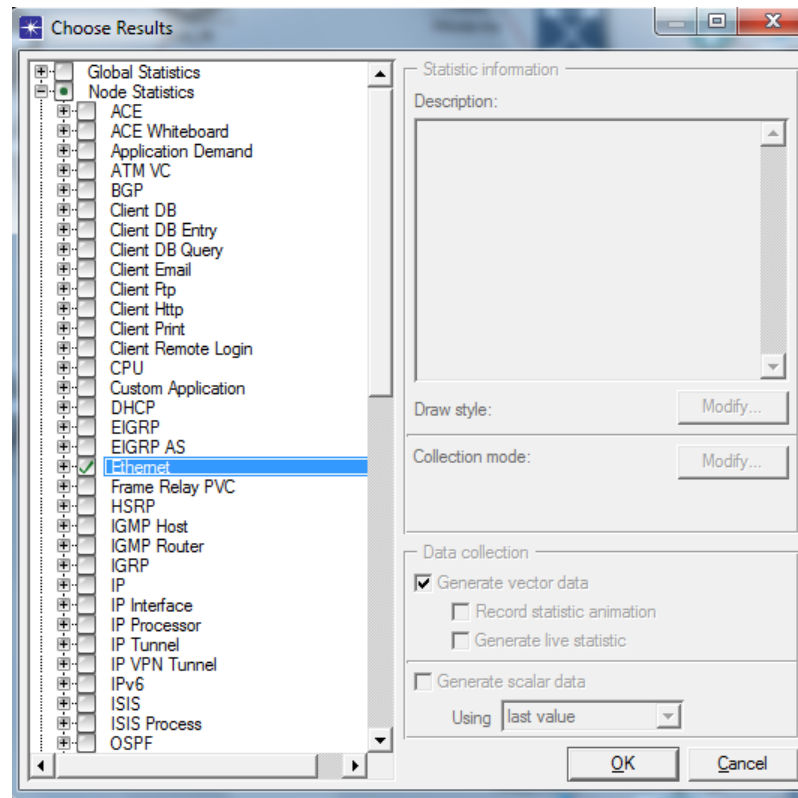 Choose Results
Global Statistics
Node Statistics
ACE
ACE Whiteboard
Application Demand
ATM VC
BGP
Client DB
Client DB Entry
Client DB Query
Client Email
Client Ftp
Client Http
Client Print
Client Remote Login
CPU
Custom Application
DHCP
EIGRP
EIGRP AS
Ethernet
Frame Relay PVC
HSRP
IGMP Host
IGMP Router
IGRP
IP
IP Interface
IP Processor
IP Tunnel
IP VPN Tunnel
IPv6
ISIS
ISIS Process
OSPF
Statistic information
Description:
Draw style:
Modify...
Collection mode:
Modify...
Data collection
Generate vector data
Record statistic animation
Generate live statistic
Generate scalar data
Using last value
OK Cancel